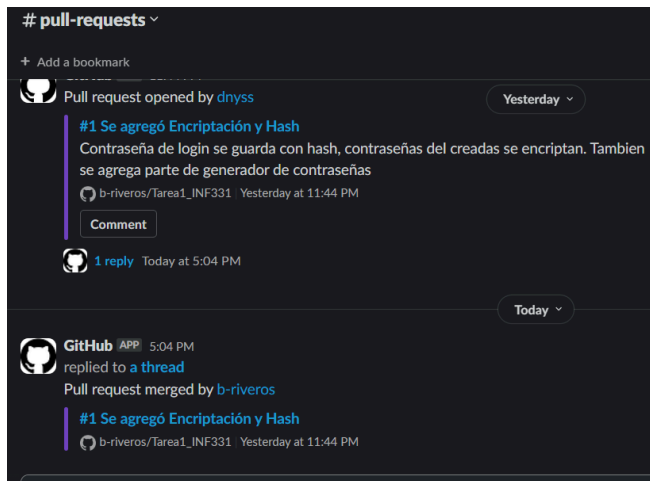 # pull-requests
+ Add a bookmark
Pull request opened by dnyss
Yesterday
#1 Se agregó Encriptación y Hash
Contraseña de login se guarda con hash, contraseñas del creadas se encriptan. Tambien
se agrega parte de generador de contraseñas
b-riveros/Tarea1_INF331 Yesterday at 11:44 PM
Comment
1 reply Today at 5:04 PM
Today
GitHub APP 5:04 PM
replied to a thread
Pull request merged by b-riveros
#1 Se agregó Encriptación y Hash
b-riveros/Tarea1_INF331 Yesterday at 11:44 PM